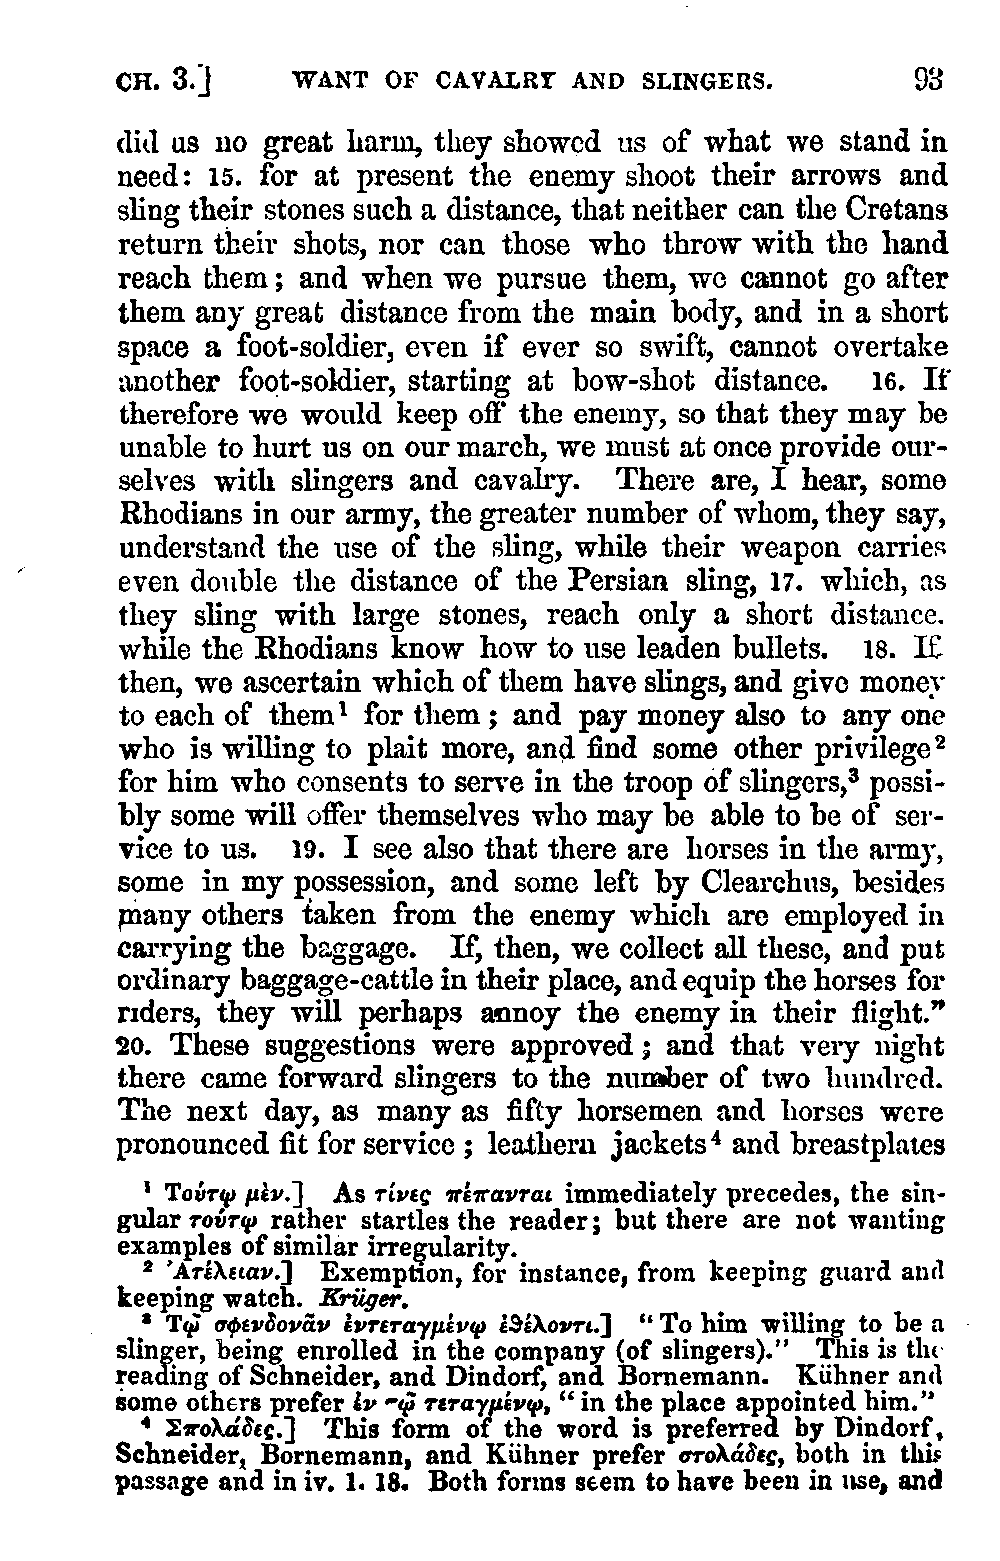 CH. 3.] WANT OF CAVALRY AND SLINGERS. 93
did us no great harm, they showed us of what we stand in
need: 15. for at present the enemy shoot their arrows and
sling their stones such a distance, that neither can the Cretans
return their shots, nor can those who throw with the hand
reach them; and when we pursue them, we cannot go after
them any great distance from the main body, and in a short
space a foot-soldier, even if ever so swift, cannot overtake
another foot-soldier, starting at bow-shot distance. 16. If
therefore we would keep off the enemy, so that they may be
unable to hurt us on our march, we must at once provide our-
selves with slingers and cavalry. There are, I hear, some
Rhodians in our army, the greater number of whom, they say,
understand the use of the sling, while their weapon carries
even double the distance of the Persian sling, 17. which, as
they sling with large stones, reach only a short distance.
while the Rhodians know how to use leaden bullets. 18. If
then, we ascertain which of them have slings, and give money
to each of them¹ for them; and pay money also to any one
who is willing to plait more, and find some other privilege²
for him who consents to serve in the troop of slingers,³ possi-
bly some will offer themselves who may be able to be of ser-
vice to us. 19. I see also that there are horses in the army,
some in my possession, and some left by Clearchus, besides
many others taken from the enemy which are employed in
carrying the baggage. If, then, we collect all these, and put
ordinary baggage-cattle in their place, and equip the horses for
riders, they will perhaps annoy the enemy in their flight."
20. These suggestions were approved; and that very night
there came forward slingers to the number of two hundred.
The next day, as many as fifty horsemen and horses were
pronounced fit for service; leathern jackets⁴ and breastplates
¹ Τούτῳ μὲν.] As τίνες πέπανται immediately precedes, the sin-
gular τούτῳ rather startles the reader; but there are not wanting
examples of similar irregularity.
² Ἀτέλειαν.] Exemption, for instance, from keeping guard and
keeping watch. Krüger.
³ Τῷ σφενδονᾶν ἐντεταγμένῳ ἐθέλοντι.] "To him willing to be a
slinger, being enrolled in the company (of slingers)." This is the
reading of Schneider, and Dindorf, and Bornemann. Kühner and
some others prefer ἐν τῷ τεταγμένῳ, "in the place appointed him."
⁴ Σπολάδες.] This form of the word is preferred by Dindorf,
Schneider, Bornemann, and Kühner prefer στολάδες, both in this
passage and in iv. 1. 18. Both forms seem to have been in use, and